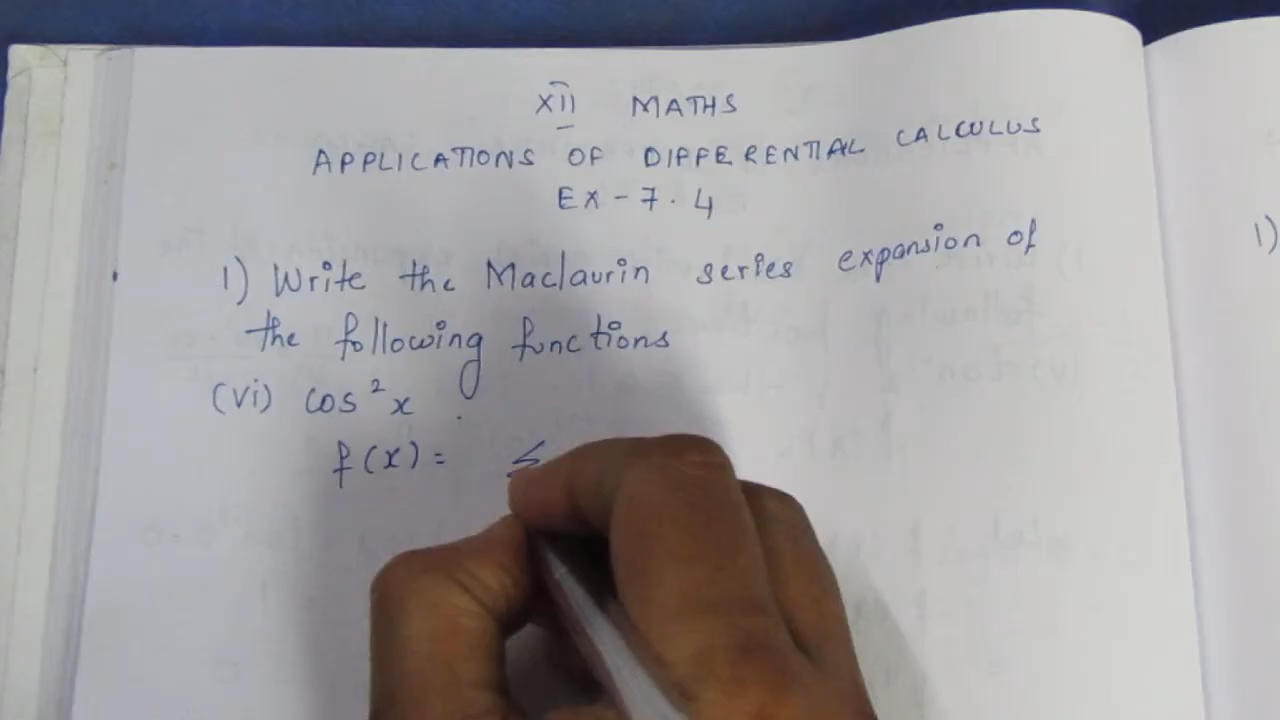 XII MATHS
APPLICATIONS OF DIFFERENTIAL CALCULUS
EX - 7.4
1) Write the Maclaurin series expansion of
the following functions
(vi) cos²x
f(x) = Σ
1)